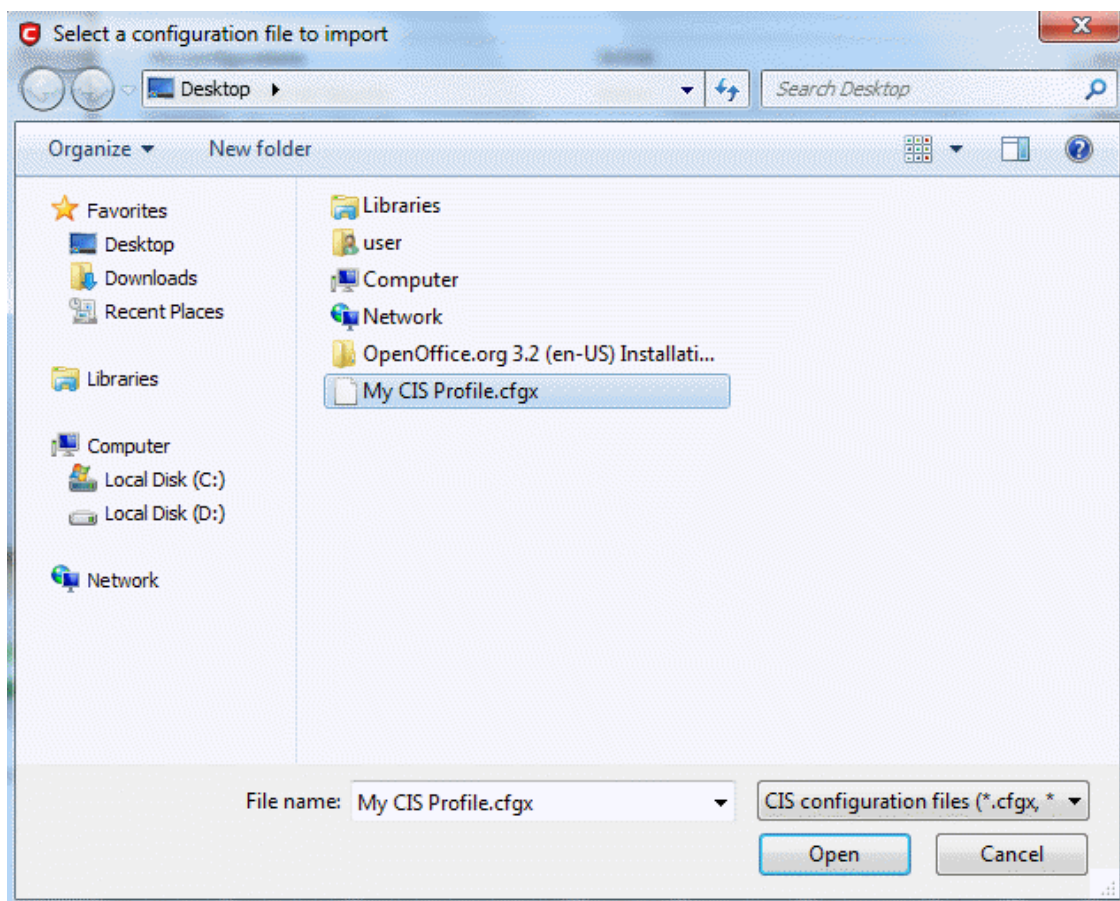 Select a configuration file to import
Desktop
Search Desktop
Organize
New folder
Favorites
Desktop
Downloads
Recent Places
Libraries
Computer
Local Disk (C:)
Local Disk (D:)
Network
Libraries
user
Computer
Network
OpenOffice.org 3.2 (en-US) Installati...
My CIS Profile.cfgx
File name: My CIS Profile.cfgx
CIS configuration files (*.cfgx, *
Open
Cancel